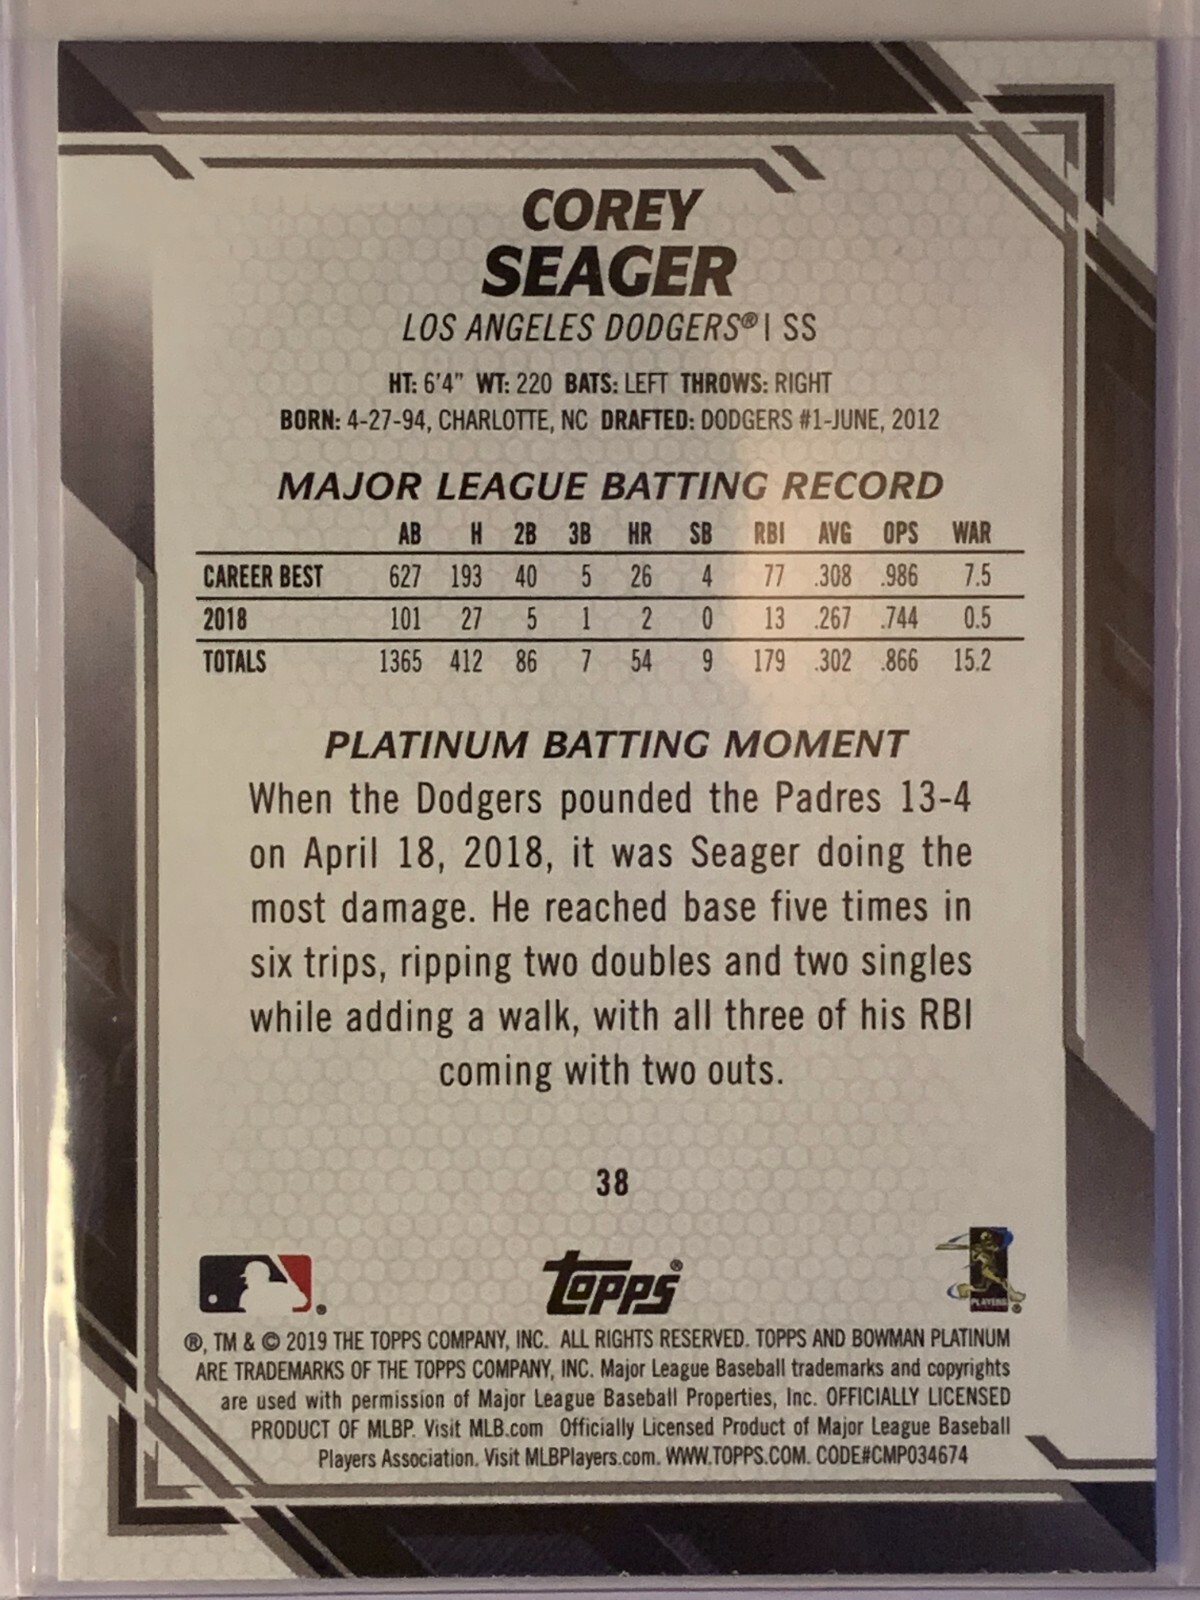 COREY
SEAGER
LOS ANGELES DODGERS® | SS
HT: 6'4" WT: 220 BATS: LEFT THROWS: RIGHT
BORN: 4-27-94, CHARLOTTE, NC DRAFTED: DODGERS #1-JUNE, 2012
MAJOR LEAGUE BATTING RECORD
AB H 2B 3B HR SB RBI AVG OPS WAR
CAREER BEST 627 193 40 5 26 4 77 .308 .986 7.5
2018 101 27 5 1 2 0 13 .267 .744 0.5
TOTALS 1365 412 86 7 54 9 179 .302 .866 15.2
PLATINUM BATTING MOMENT
When the Dodgers pounded the Padres 13-4
on April 18, 2018, it was Seager doing the
most damage. He reached base five times in
six trips, ripping two doubles and two singles
while adding a walk, with all three of his RBI
coming with two outs.
38
® topps® PLAYERS ®
®, TM & © 2019 THE TOPPS COMPANY, INC. ALL RIGHTS RESERVED. TOPPS AND BOWMAN PLATINUM
ARE TRADEMARKS OF THE TOPPS COMPANY, INC. Major League Baseball trademarks and copyrights
are used with permission of Major League Baseball Properties, Inc. OFFICIALLY LICENSED
PRODUCT OF MLBP. Visit MLB.com Officially Licensed Product of Major League Baseball
Players Association. Visit MLBPlayers.com. WWW.TOPPS.COM. CODE#CMP034674